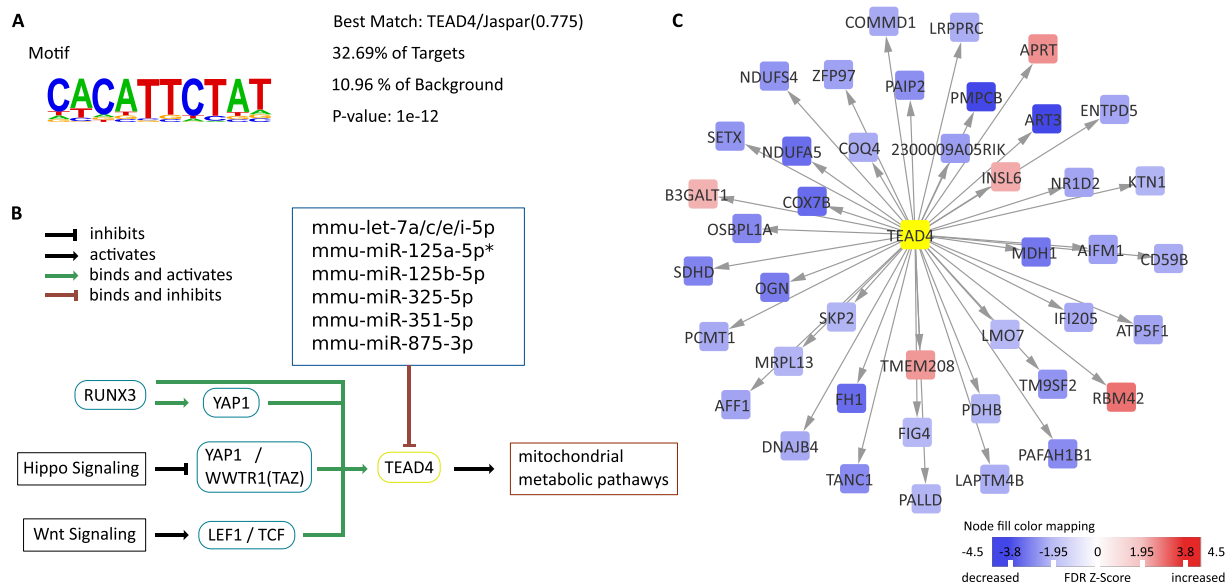 A
Motif
CACATTCTAT
Best Match: TEAD4/Jaspar(0.775)
32.69% of Targets
10.96 % of Background
P-value: 1e-12
B
inhibits
activates
binds and activates
binds and inhibits
mmu-let-7a/c/e/i-5p
mmu-miR-125a-5p*
mmu-miR-125b-5p
mmu-miR-325-5p
mmu-miR-351-5p
mmu-miR-875-3p
RUNX3
YAP1
Hippo Signaling
YAP1 /
WWTR1(TAZ)
TEAD4
mitochondrial
metabolic pathawys
Wnt Signaling
LEF1 / TCF
C
COMMD1
LRPPRC
APRT
NDUFS4
ZFP97
PAIP2
PMPCB
ART3
ENTPD5
SETX
NDUFA5
COQ4
2300009A05RIK
INSL6
NR1D2
KTN1
B3GALT1
COX7B
OSBPL1A
TEAD4
MDH1
AIFM1
CD59B
SDHD
OGN
SKP2
IFI205
ATP5F1
PCMT1
MRPL13
LMO7
TMEM208
TM9SF2
RBM42
AFF1
FH1
PDHB
DNAJB4
FIG4
PAFAH1B1
TANC1
PALLD
LAPTM4B
Node fill color mapping
-4.5 -3.8 -1.95 0 1.95 3.8 4.5
decreased FDR Z-Score increased